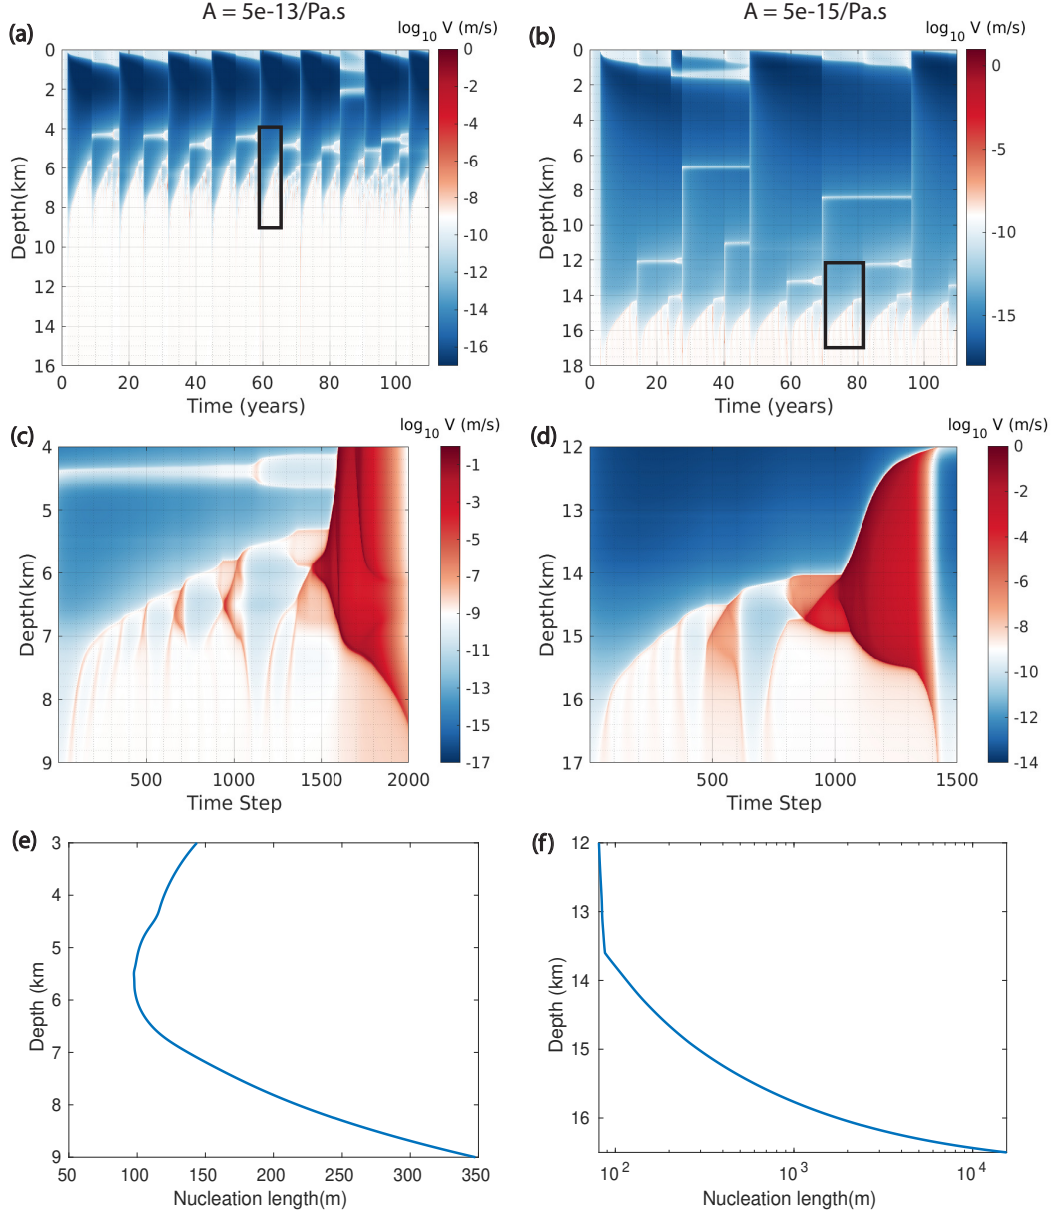 A = 5e-13/Pa.s
A = 5e-15/Pa.s
(a)
log10 V (m/s)
0
2
4
6
8
10
12
14
16
Depth(km)
0 20 40 60 80 100
Time (years)
0
-2
-4
-6
-8
-10
-12
-14
-16
(b)
log10 V (m/s)
0
2
4
6
8
10
12
14
16
18
Depth(km)
0 20 40 60 80 100
Time (years)
0
-5
-10
-15
(c)
log10 V (m/s)
4
5
6
7
8
9
Depth(km)
500 1000 1500 2000
Time Step
-1
-3
-5
-7
-9
-11
-13
-15
-17
(d)
log10 V (m/s)
12
13
14
15
16
17
Depth(km)
500 1000 1500
Time Step
0
-2
-4
-6
-8
-10
-12
-14
(e)
3
4
5
6
7
8
9
Depth (km
50 100 150 200 250 300 350
Nucleation length(m)
(f)
12
13
14
15
16
Depth (km)
10^2 10^3 10^4
Nucleation length(m)